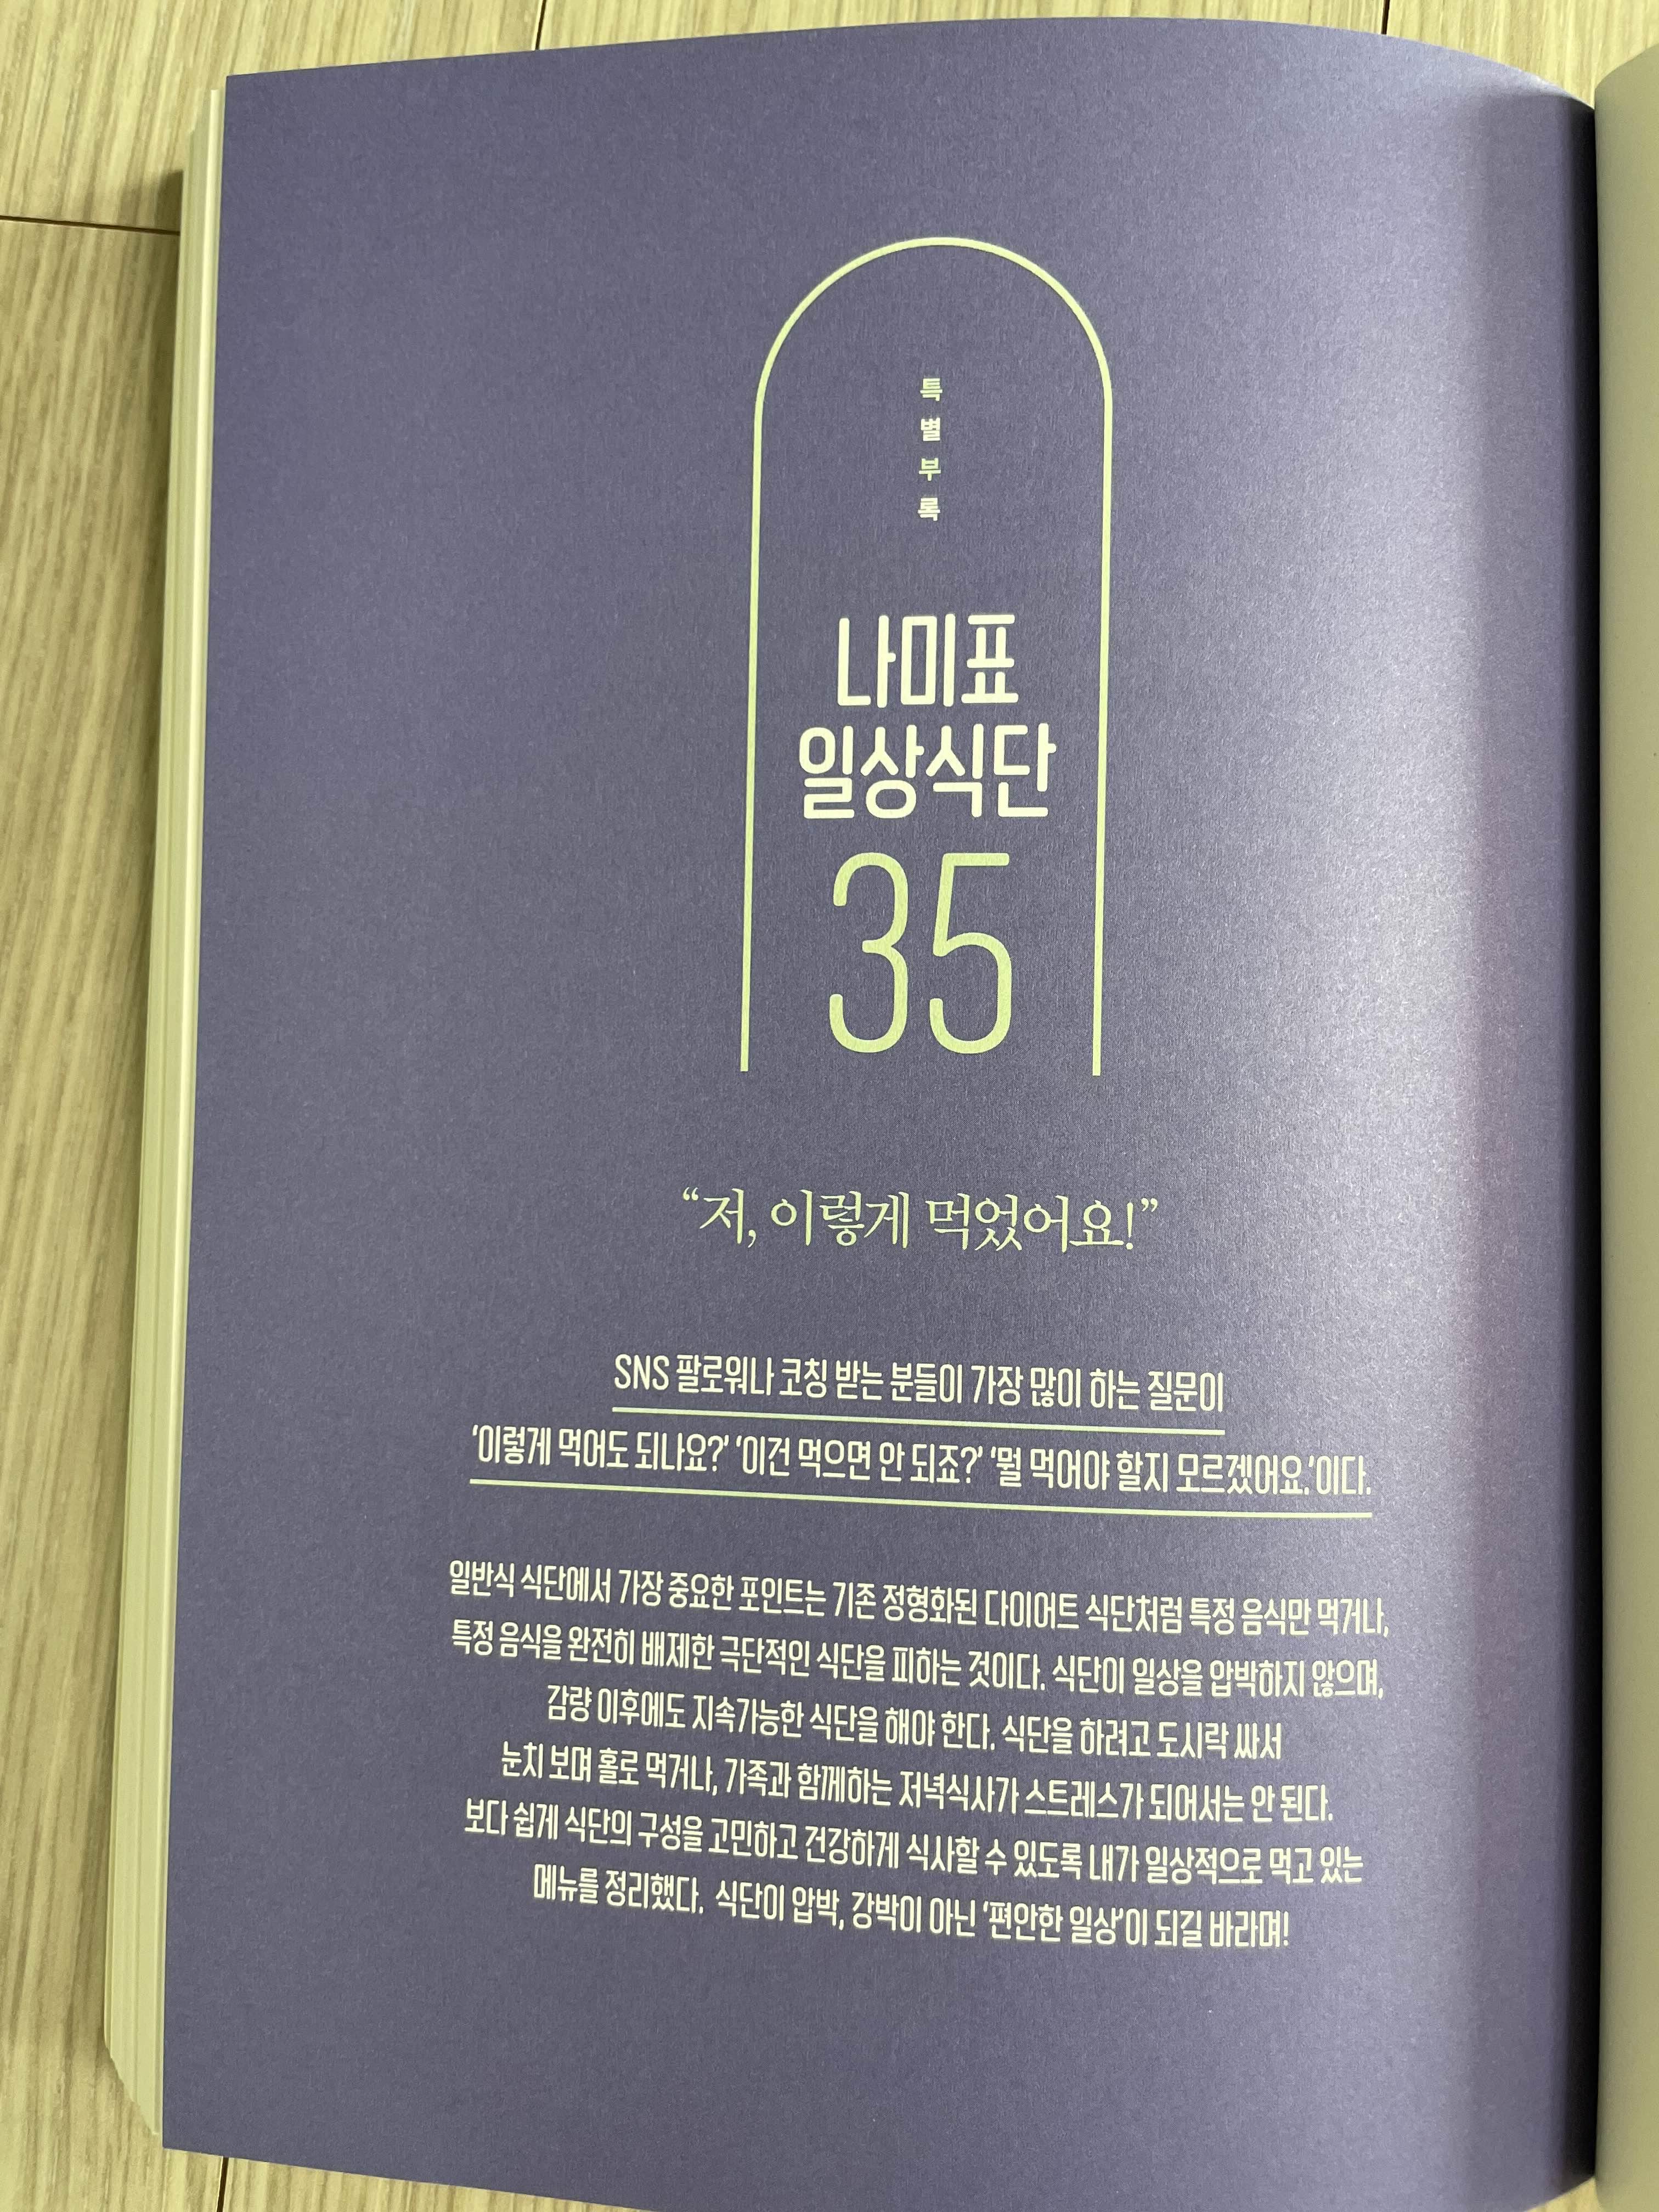 특별부록
나미표
일상식단
35
“저, 이렇게 먹었어요!”
SNS 팔로워나 코칭 받는 분들이 가장 많이 하는 질문이
‘이렇게 먹어도 되나요?’ ‘이건 먹으면 안 되죠?’ ‘뭘 먹어야 할지 모르겠어요.’이다.
일반식 식단에서 가장 중요한 포인트는 기존 정형화된 다이어트 식단처럼 특정 음식만 먹거나,
특정 음식을 완전히 배제한 극단적인 식단을 피하는 것이다. 식단이 일상을 압박하지 않으며,
감량 이후에도 지속가능한 식단을 해야 한다. 식단을 하려고 도시락 싸서
눈치 보며 홀로 먹거나, 가족과 함께하는 저녁식사가 스트레스가 되어서는 안 된다.
보다 쉽게 식단의 구성을 고민하고 건강하게 식사할 수 있도록 내가 일상적으로 먹고 있는
메뉴를 정리했다. 식단이 압박, 강박이 아닌 ‘편안한 일상’이 되길 바라며!